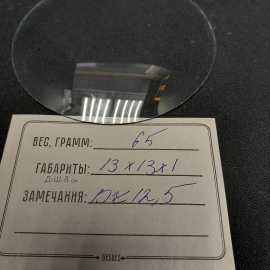 ВЕС, ГРАММ: 65
ГАБАРИТЫ: 13 x 13 x 1
Д-Ш-В, см
ЗАМЕЧАНИЯ: DK 12,5